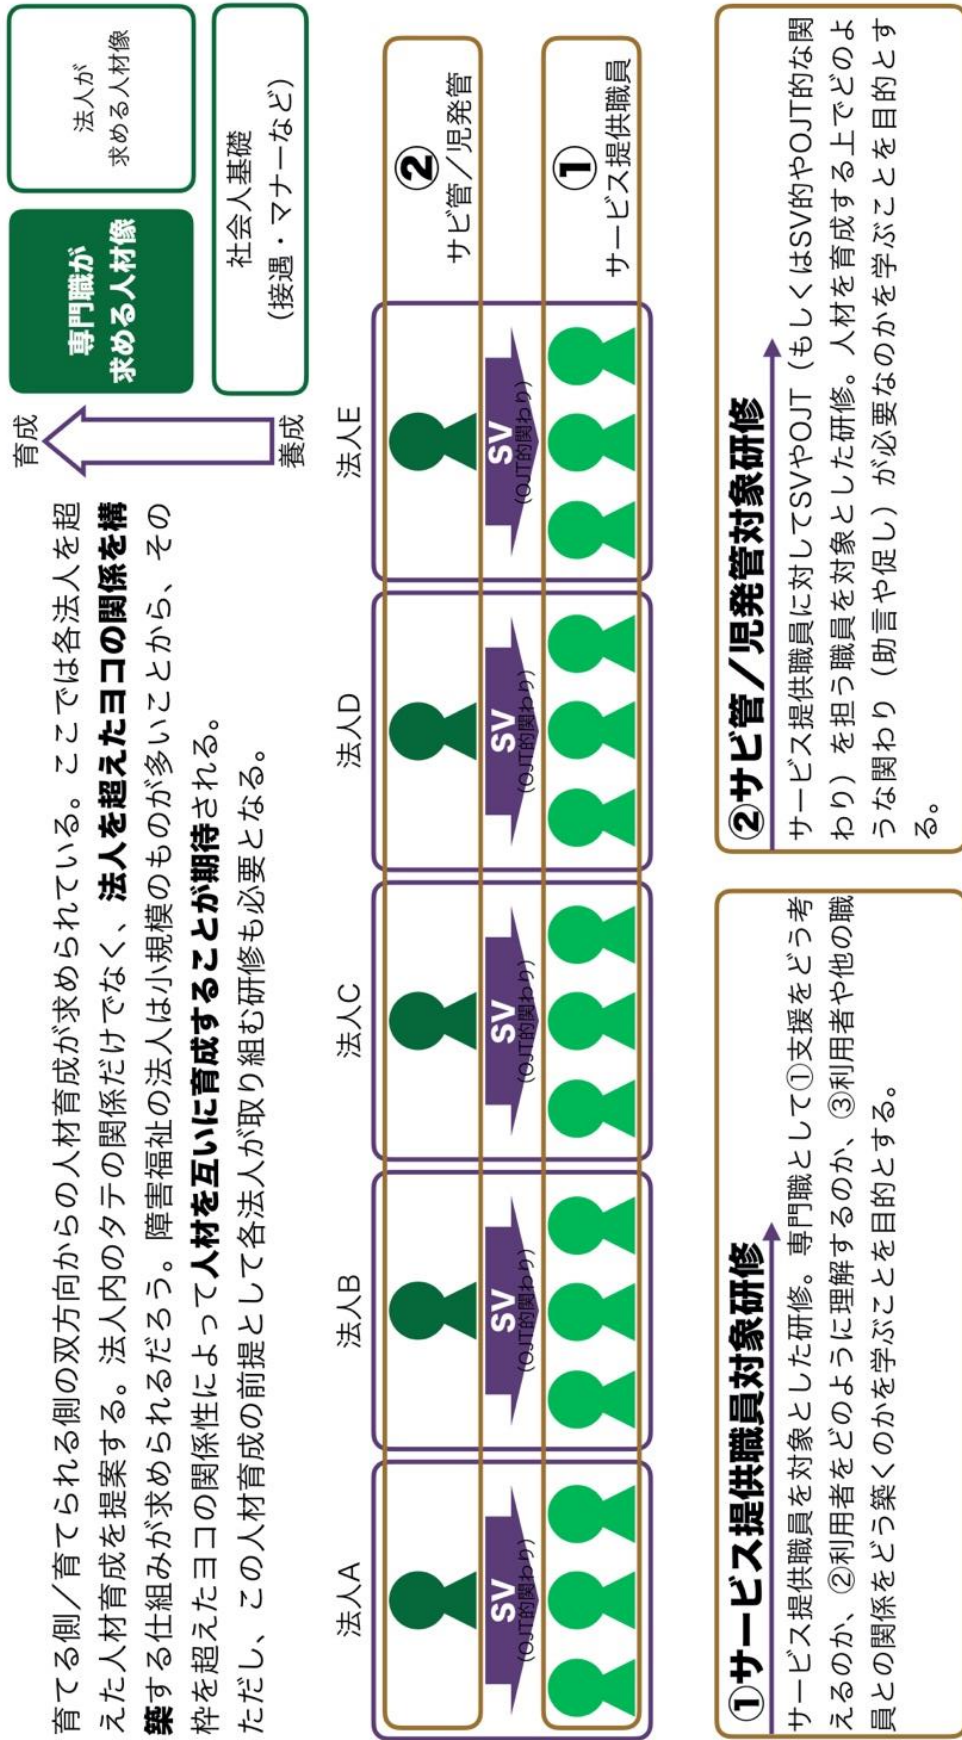 育てる側／育てられる側の双方向からの人材育成が求められている。ここでは各法人を超
えた人材育成を提案する。法人内のタテの関係だけでなく、法人を超えたヨコの関係を構
築する仕組みが求められるだろう。障害福祉の法人は小規模のものが多いことから、その
枠を超えたヨコの関係性によって人材を互いに育成することが期待される。
ただし、この人材育成の前提として各法人が取り組む研修も必要となる。
育成
養成
専門職が
求める人材像
法人が
求める人材像
社会人基礎
(接遇・マナーなど)
法人A
法人B
法人C
法人D
法人E
SV
(OJT的関わり)
SV
(OJT的関わり)
SV
(OJT的関わり)
SV
(OJT的関わり)
SV
(OJT的関わり)
②
サビ管／児発管
①
サービス提供職員
①サービス提供職員対象研修
サービス提供職員を対象とした研修。専門職として①支援をどう考
えるのか、②利用者をどのように理解するのか、③利用者や他の職
員との関係をどう築くのかを学ぶことを目的とする。
②サビ管／児発管対象研修
サービス提供職員に対してSVやOJT（もしくはSV的やOJT的な関
わり）を担う職員を対象とした研修。人材を育成する上でどのよ
うな関わり（助言や促し）が必要なのかを学ぶことを目的とす
る。